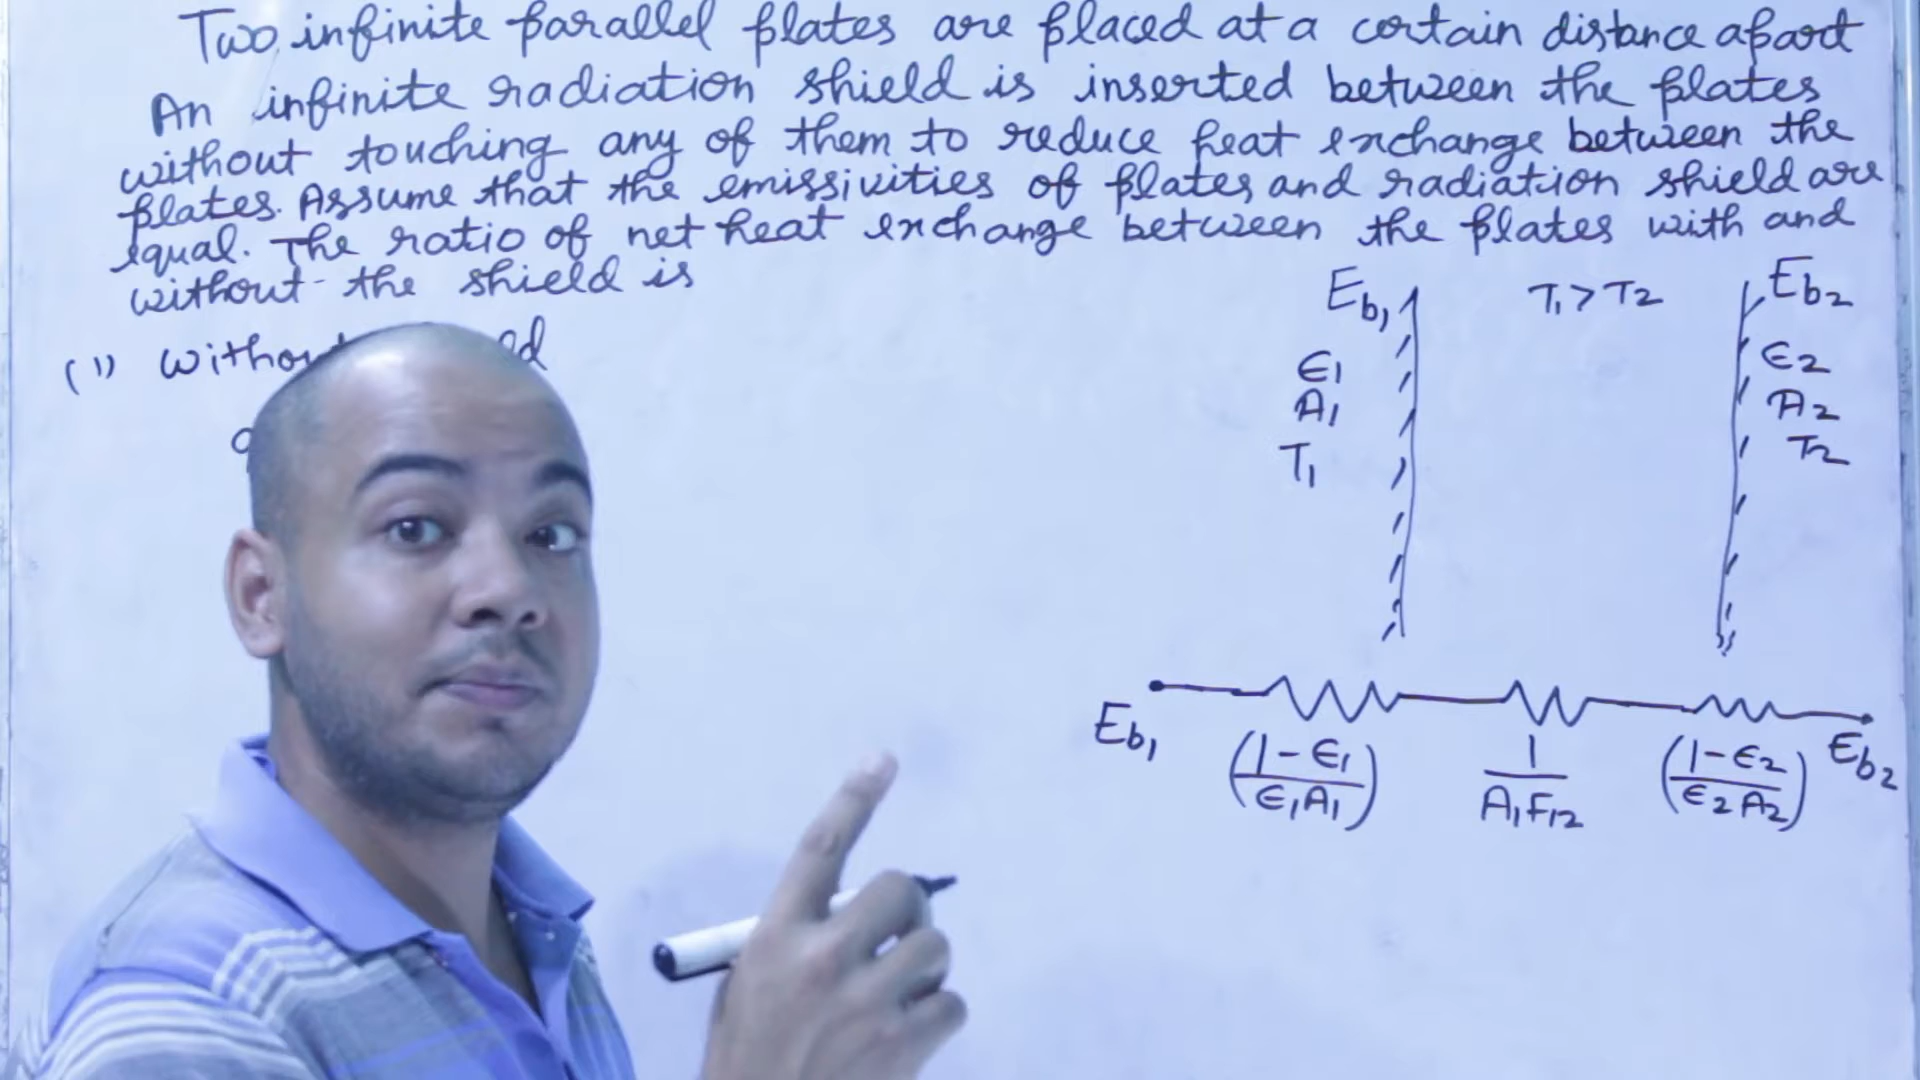 Two infinite parallel plates are placed at a certain distance apart
An infinite radiation shield is inserted between the plates
without touching any of them to reduce heat exchange between the
plates. Assume that the emissivities of plates and radiation shield are
equal. The ratio of net heat exchange between the plates with and
without the shield is
(1)
Eb1 T1 > T2 Eb2
ϵ1 ϵ2
A1 A2
T1 T2
Eb1 (1-ϵ1/ϵ1A1) 1/A1F12 (1-ϵ2/ϵ2A2) Eb2